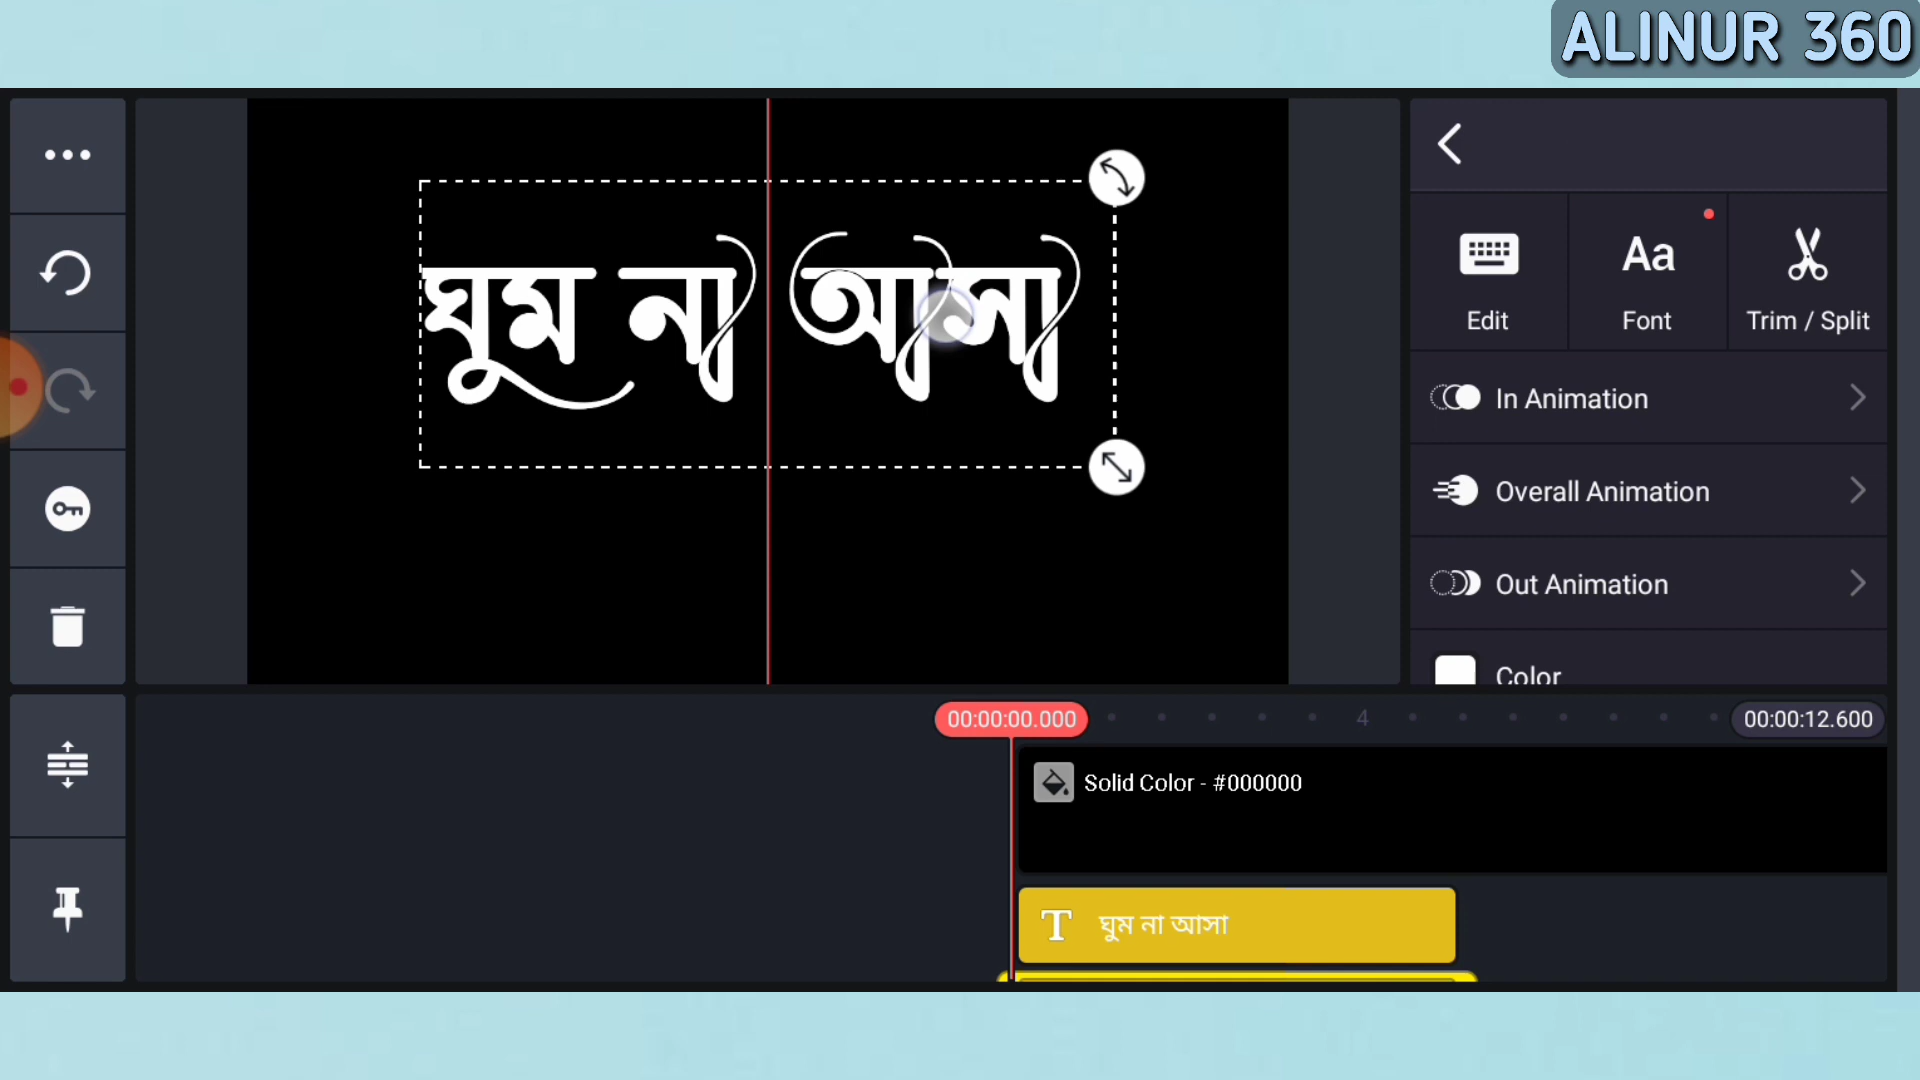 ALINUR 360
ঘুম না আসা
Edit
Aa
Font
Trim / Split
In Animation
Overall Animation
Out Animation
Color
00:00:00.000
4
00:00:12.600
Solid Color - #000000
T ঘুম না আসা